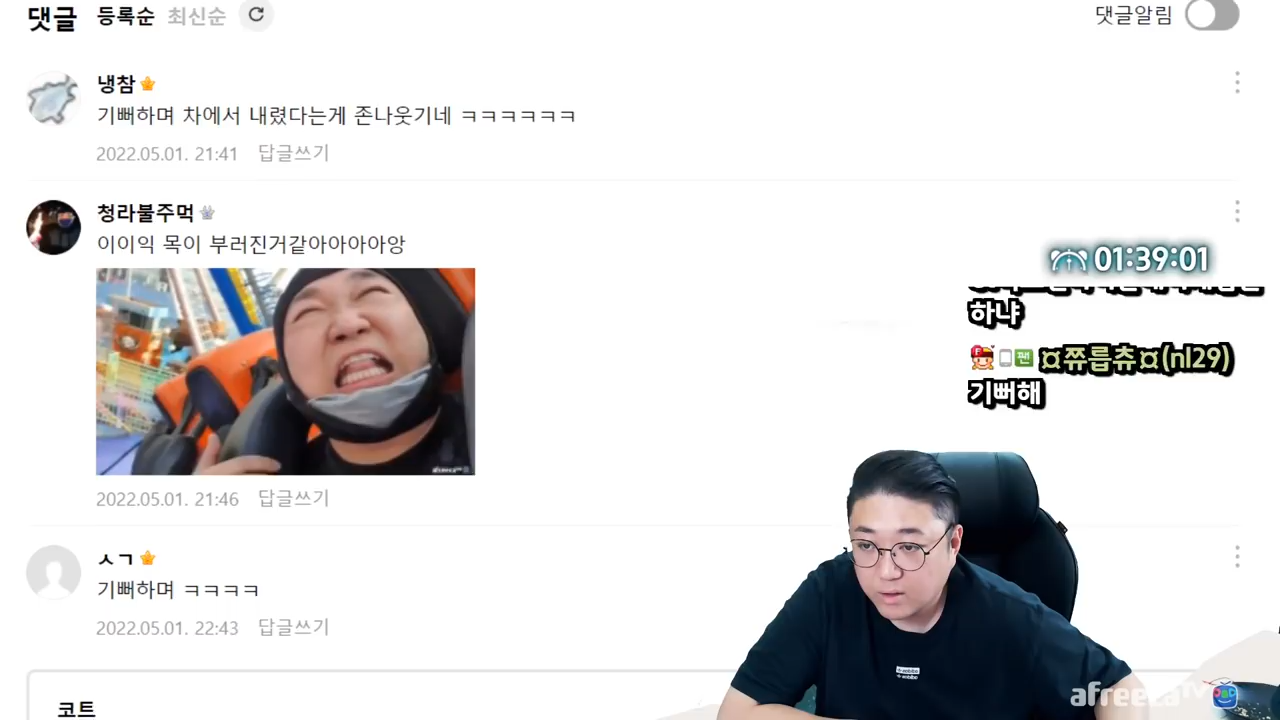 댓글 등록순 최신순
댓글알림
냉참
기뻐하며 차에서 내렸다는게 존나웃기네 ㅋㅋㅋㅋㅋㅋ
2022.05.01. 21:41 답글쓰기
청라불주먹
이이익 목이 부러진거같아아아아앙
01:39:01
하냐
팬 ¤쮸릅츄¤(nl29)
기뻐해
2022.05.01. 21:46 답글쓰기
ㅅㄱ
기뻐하며 ㅋㅋㅋㅋ
2022.05.01. 22:43 답글쓰기
코트
afreecaTV